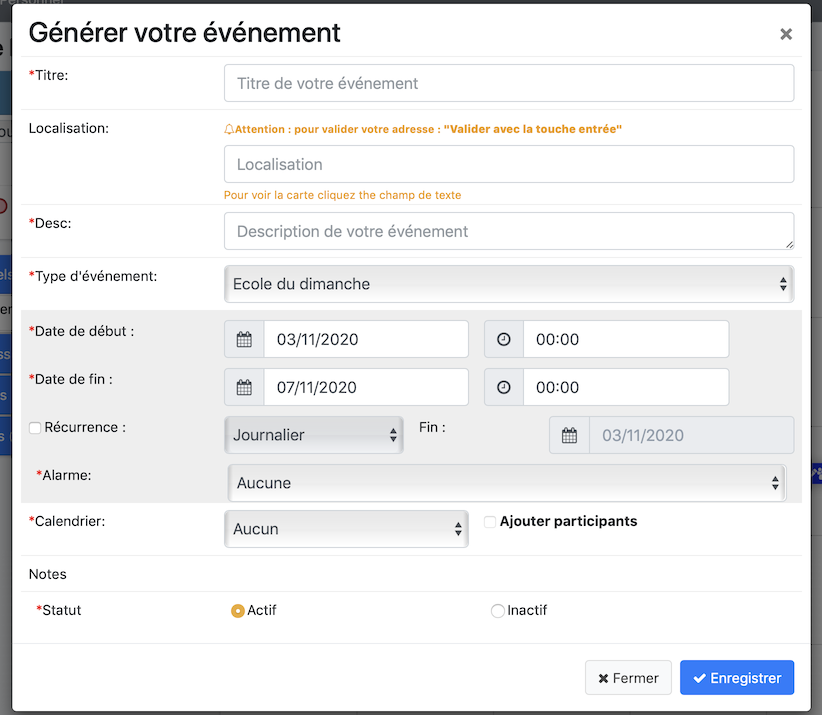 Générer votre événement
*Titre:
Titre de votre événement
Localisation:
Attention : pour valider votre adresse : "Valider avec la touche entrée"
Localisation
Pour voir la carte cliquez the champ de texte
*Desc:
Description de votre événement
*Type d'événement:
Ecole du dimanche
*Date de début :
03/11/2020
00:00
*Date de fin :
07/11/2020
00:00
Récurrence :
Journalier
Fin :
03/11/2020
*Alarme:
Aucune
*Calendrier:
Aucun
Ajouter participants
Notes
*Statut
Actif
Inactif
Fermer
Enregistrer